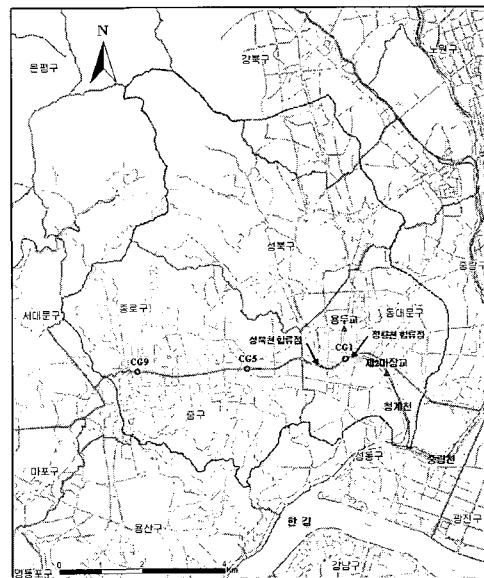 N
은평구
강북구
노원구
성북구
서대문구
종로구
용두교
동대문구
성북천 합류점
정릉천 합류점
CG1
CG5
CG9
제2마장교
청계천
중구
마포구
성동구
중랑천
용산구
한 강
광진구
영등포구
강남구
0 2 4
Km